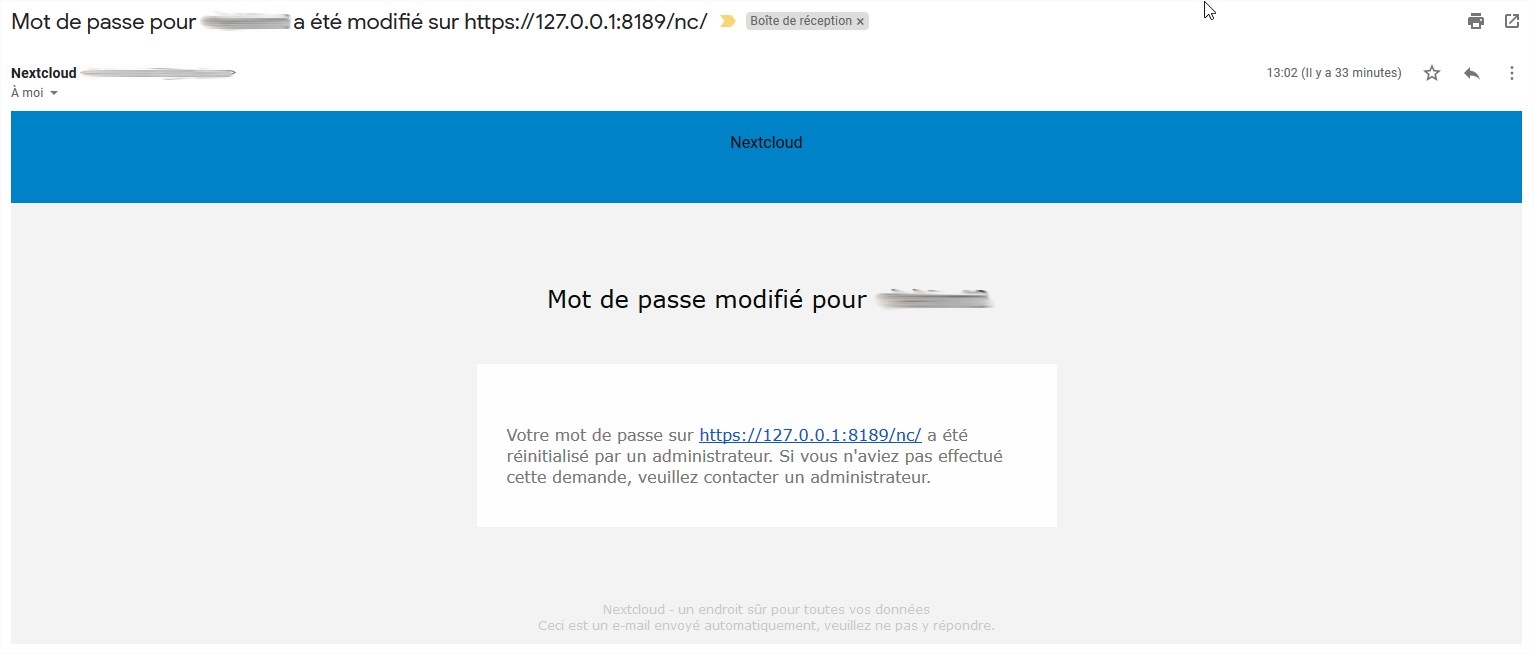 Mot de passe pour a été modifié sur https://127.0.0.1:8189/nc/ Boîte de réception ×
Nextcloud 13:02 (Il y a 33 minutes)
À moi
Nextcloud
Mot de passe modifié pour
Votre mot de passe sur https://127.0.0.1:8189/nc/ a été
réinitialisé par un administrateur. Si vous n'aviez pas effectué
cette demande, veuillez contacter un administrateur.
Nextcloud - un endroit sûr pour toutes vos données
Ceci est un e-mail envoyé automatiquement, veuillez ne pas y répondre.